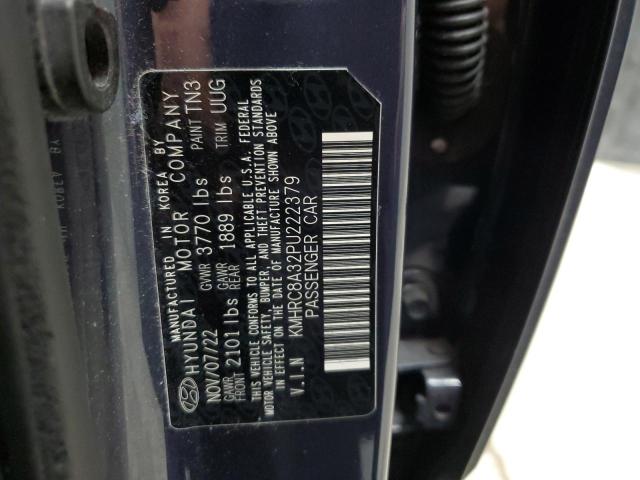 MANUFACTURED IN KOREA BY
HYUNDAI MOTOR COMPANY
NOV/07/22 GVWR 3770 lbs PAINT TN3
GAWR FRONT 2101 lbs GAWR REAR 1889 lbs TRIM UUG
THIS VEHICLE CONFORMS TO ALL APPLICABLE U.S.A. FEDERAL
MOTOR VEHICLE SAFETY, BUMPER, AND THEFT PREVENTION STANDARDS
IN EFFECT ON THE DATE OF MANUFACTURE SHOWN ABOVE
V.I.N KMHRC8A32PU222379
PASSENGER CAR